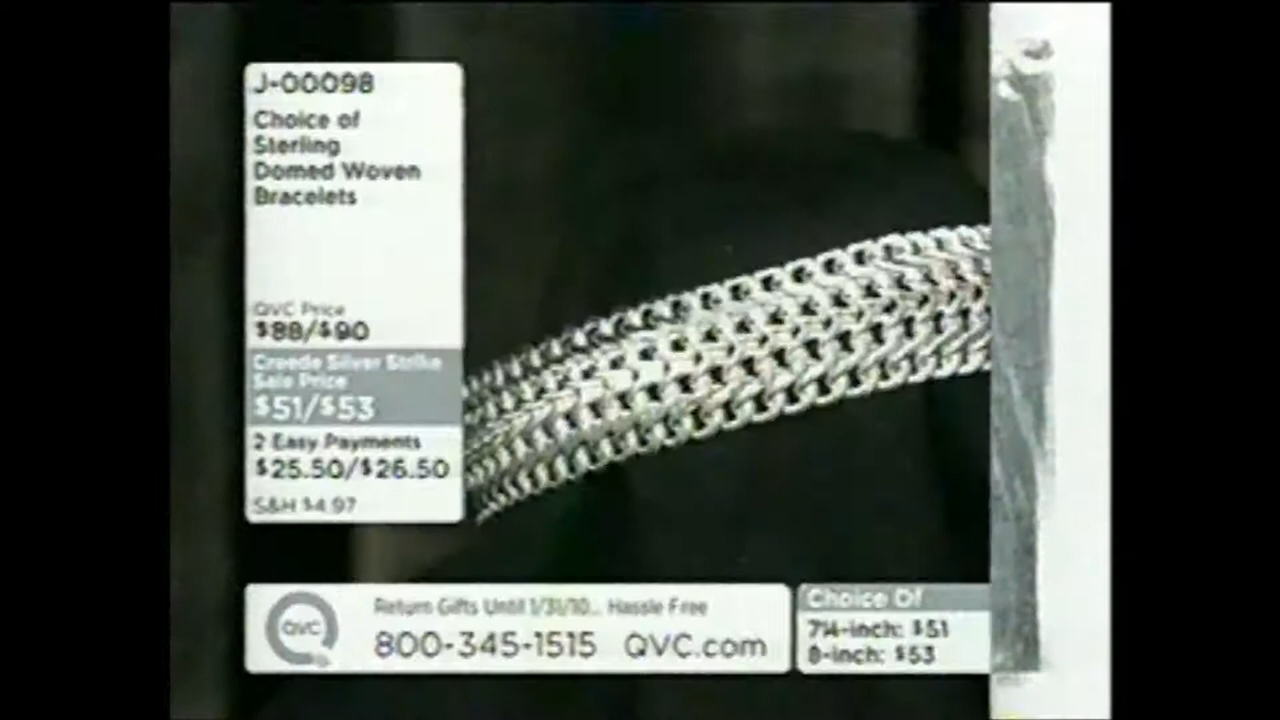 J-00098
Choice of
Sterling
Domed Woven
Bracelets
QVC Price
$88/$90
Creede Silver Strike
Sale Price
$51/$53
2 Easy Payments
$25.50/$26.50
S&H $4.97
QVC
Return Gifts Until 1/31/10... Hassle Free
800-345-1515 QVC.com
Choice Of
7¼-inch: $51
8-inch: $53